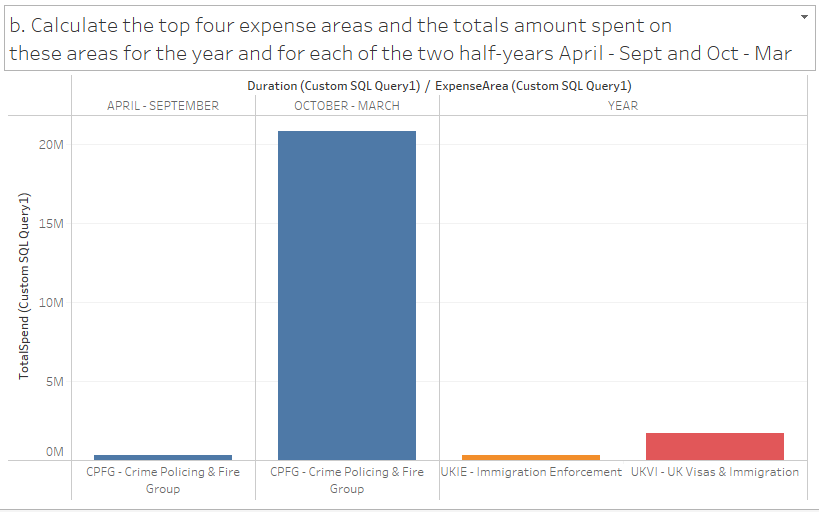 b. Calculate the top four expense areas and the totals amount spent on
these areas for the year and for each of the two half-years April - Sept and Oct - Mar
Duration (Custom SQL Query1) / ExpenseArea (Custom SQL Query1)
APRIL - SEPTEMBER
OCTOBER - MARCH
YEAR
TotalSpend (Custom SQL Query1)
20M
15M
10M
5M
0M
CPFG - Crime Policing & Fire
Group
CPFG - Crime Policing & Fire
Group
UKIE - Immigration Enforcement
UKVI - UK Visas & Immigration